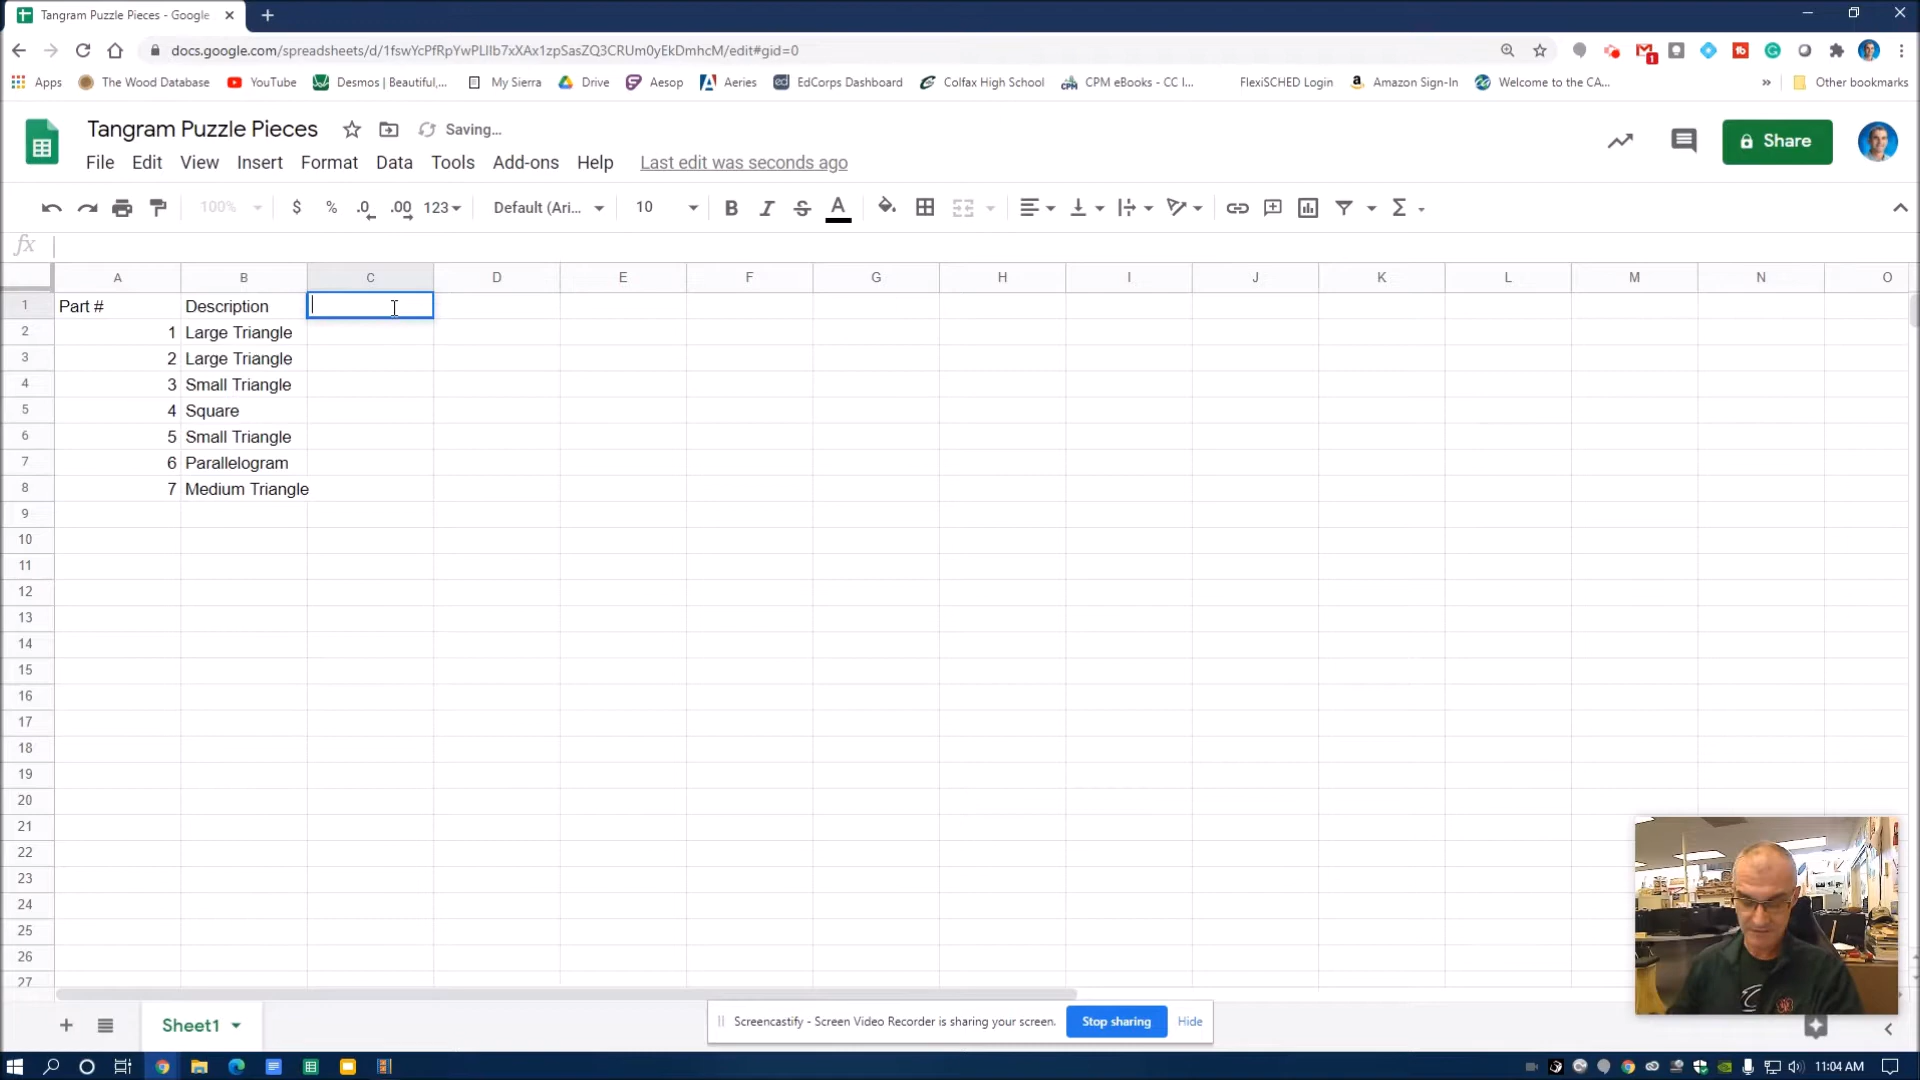 Tangram Puzzle Pieces - Google
docs.google.com/spreadsheets/d/1fswYcPfRpYwPLlIb7xXAx1zpSasZQ3CRUm0yEkDmhcM/edit#gid=0
Apps The Wood Database YouTube Desmos | Beautiful,... My Sierra Drive Aesop Aeries EdCorps Dashboard Colfax High School CPM eBooks - CC I... FlexiSCHED Login Amazon Sign-In Welcome to the CA... » Other bookmarks
Tangram Puzzle Pieces Saving...
File Edit View Insert Format Data Tools Add-ons Help Last edit was seconds ago
Share
100% $ % .0 .00 123 Default (Ari... 10 B I S A Σ
fx
A B C D E F G H I J K L M N O
1 Part # Description
2 1 Large Triangle
3 2 Large Triangle
4 3 Small Triangle
5 4 Square
6 5 Small Triangle
7 6 Parallelogram
8 7 Medium Triangle
9
10
11
12
13
14
15
16
17
18
19
20
21
22
23
24
25
26
27
Sheet1
Screencastify - Screen Video Recorder is sharing your screen. Stop sharing Hide
11:04 AM